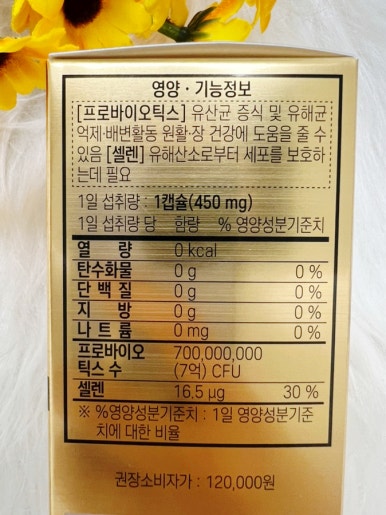 영양·기능정보
[프로바이오틱스] 유산균 증식 및 유해균
억제·배변활동 원활·장 건강에 도움을 줄 수
있음 [셀렌] 유해산소로부터 세포를 보호하
는데 필요
1일 섭취량 : 1캡슐(450 mg)
1일 섭취량 당 함량 % 영양성분기준치
열 량 0 kcal
탄수화물 0 g 0 %
단 백 질 0 g 0 %
지 방 0 g 0 %
나 트 륨 0 mg 0 %
프로바이오 700,000,000
틱스 수 (7억) CFU
셀렌 16.5 μg 30 %
※ %영양성분기준치 : 1일 영양성분기준
치에 대한 비율
권장소비자가 : 120,000원